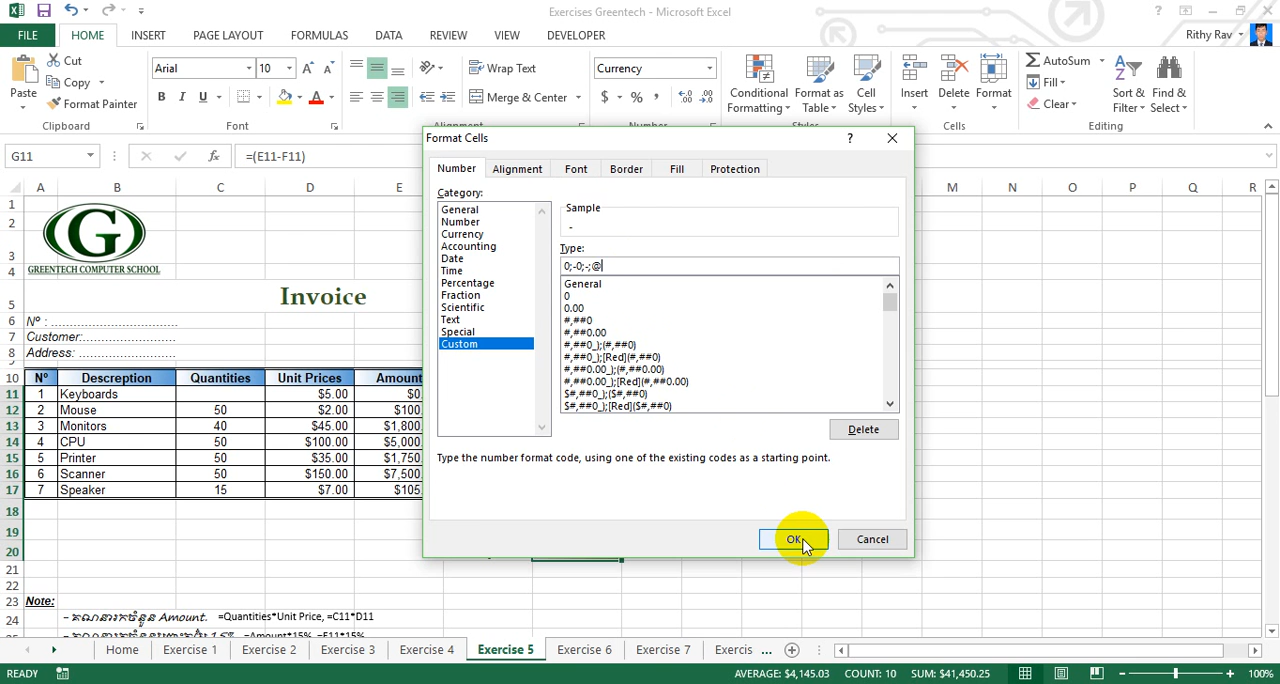 Exercises Greentech - Microsoft Excel
FILE HOME INSERT PAGE LAYOUT FORMULAS DATA REVIEW VIEW DEVELOPER Rithy Rav
Paste Cut Copy Format Painter
Arial 10 Wrap Text Merge & Center Currency
B I U $ %
Conditional Formatting Format as Table Cell Styles
Insert Delete Format
AutoSum Fill Clear Sort & Filter Find & Select
Clipboard Font Alignment Number Styles Cells Editing
G11 =(E11-F11)
A B C D E M N O P Q R
GREENTECH COMPUTER SCHOOL
Invoice
Nº : ................................
Customer:........................
Address: ........................
Nº Descreption Quantities Unit Prices Amount
1 Keyboards $5.00 $0.
2 Mouse 50 $2.00 $100.
3 Monitors 40 $45.00 $1,800.
4 CPU 50 $100.00 $5,000.
5 Printer 50 $35.00 $1,750.
6 Scanner 50 $150.00 $7,500.
7 Speaker 15 $7.00 $105.
Note:
=Quantities*Unit Price, =C11*D11
=Amount*15%, =E11*15%
Format Cells
Number Alignment Font Border Fill Protection
Category:
General
Number
Currency
Accounting
Date
Time
Percentage
Fraction
Scientific
Text
Special
Custom
Sample
-
Type:
0;-0;-;@
General
0
0.00
#,##0
#,##0.00
#,##0_);(#,##0)
#,##0_);[Red](#,##0)
#,##0.00_);(#,##0.00)
#,##0.00_);[Red](#,##0.00)
$#,##0_);($#,##0)
$#,##0_);[Red]($#,##0)
Delete
Type the number format code, using one of the existing codes as a starting point.
OK Cancel
Home Exercise 1 Exercise 2 Exercise 3 Exercise 4 Exercise 5 Exercise 6 Exercise 7 Exercis ...
READY AVERAGE: $4,145.03 COUNT: 10 SUM: $41,450.25 100%